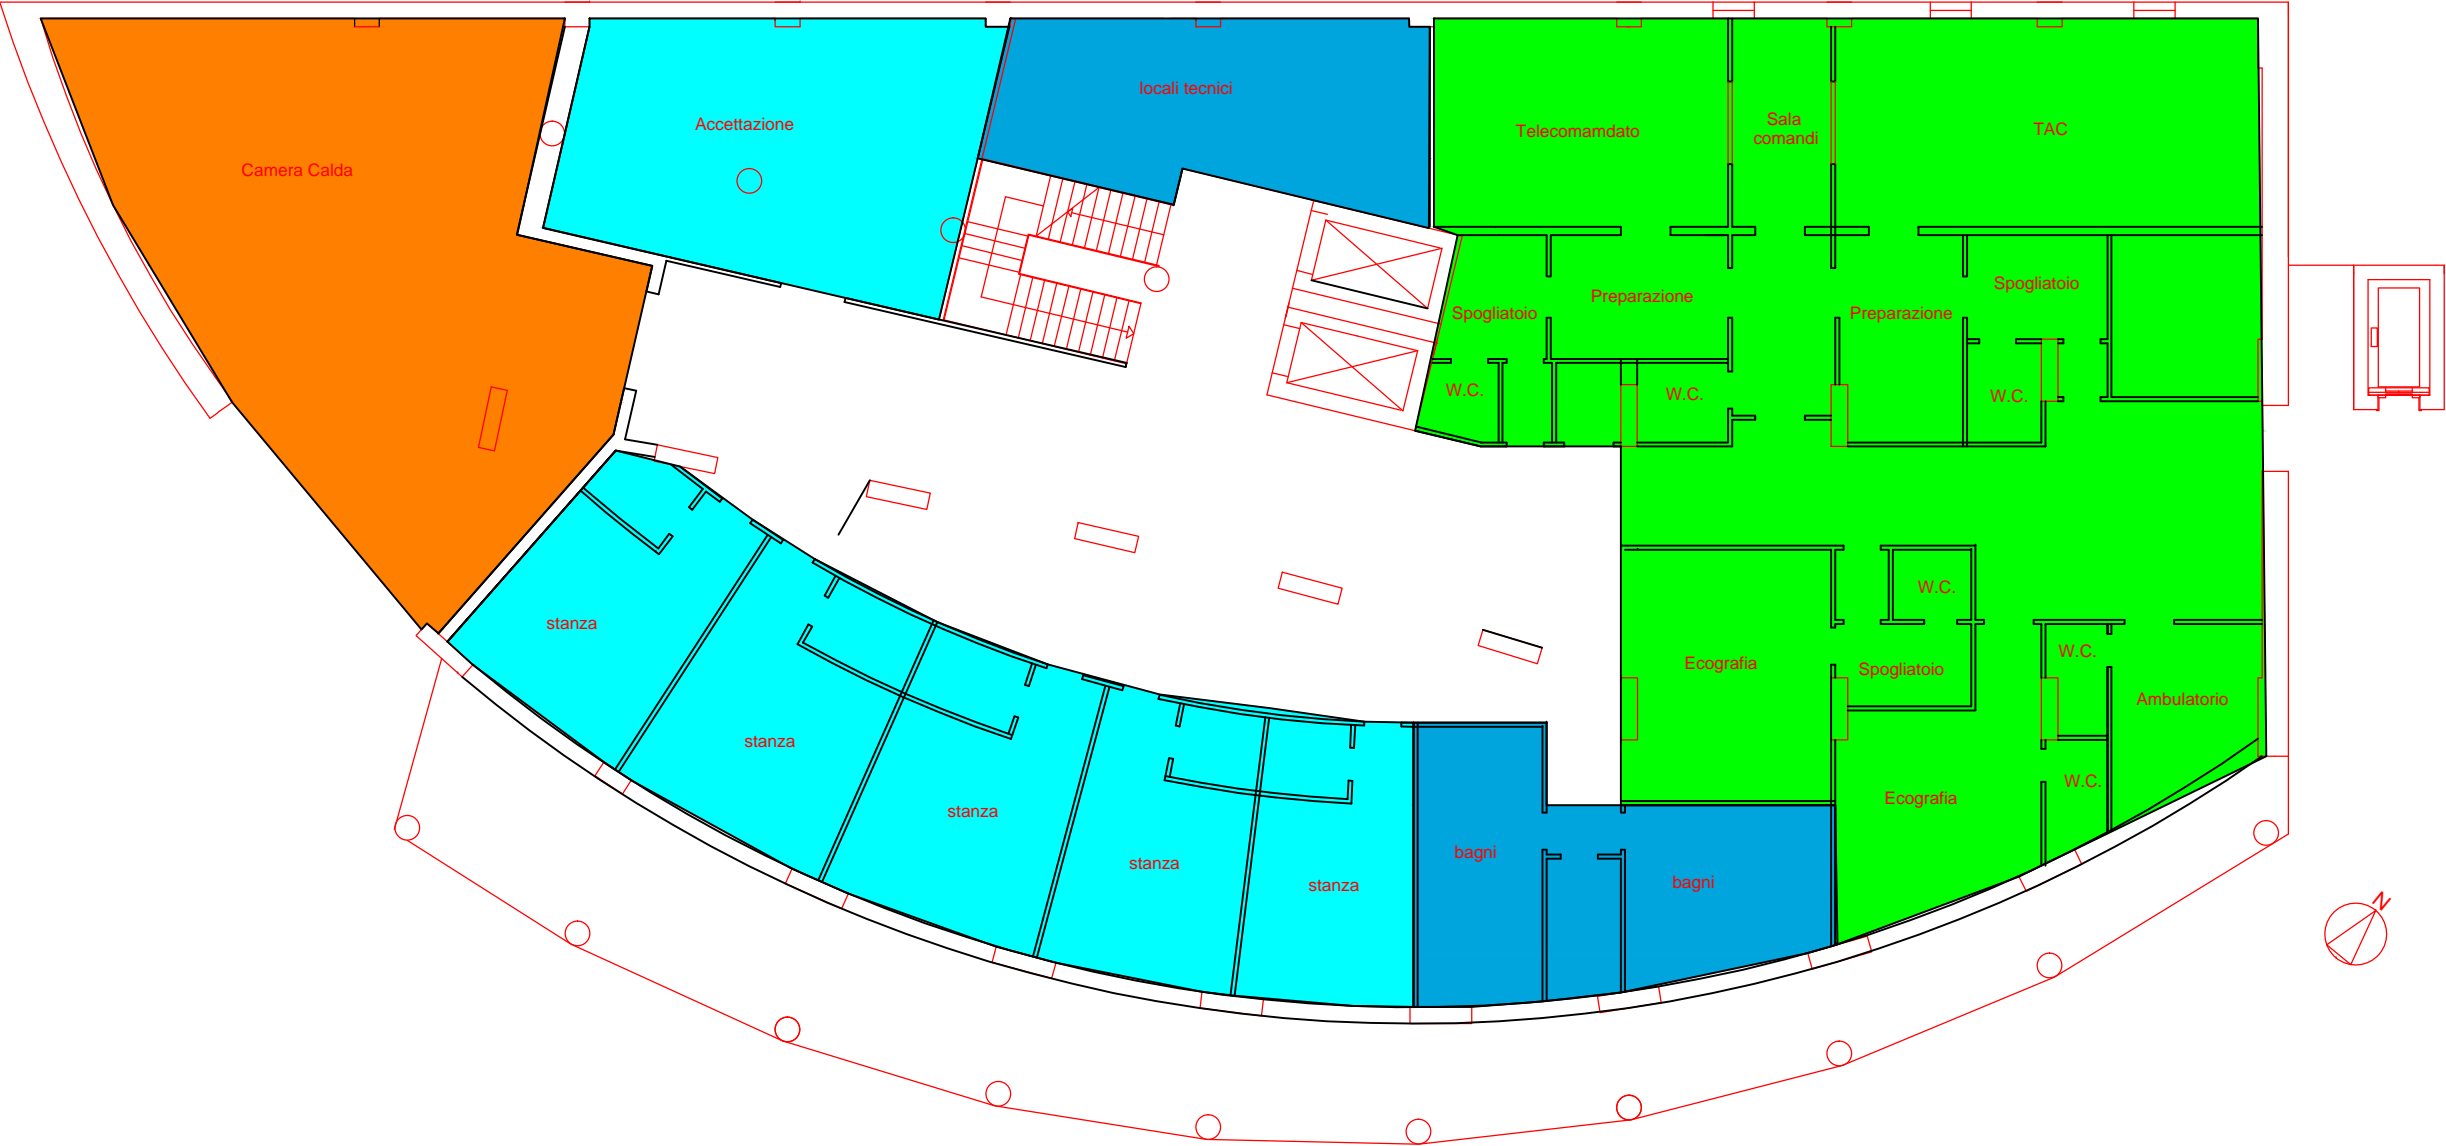 locali tecnici
Accettazione
Sala
comandi
Telecomamdato
TAC
Camera Calda
Spogliatoio
Preparazione
Spogliatoio
Preparazione
W.C.
W.C.
W.C.
W.C.
stanza
W.C.
Ecografia
Spogliatoio
Ambulatorio
stanza
W.C.
Ecografia
stanza
bagni
stanza
bagni
stanza
N